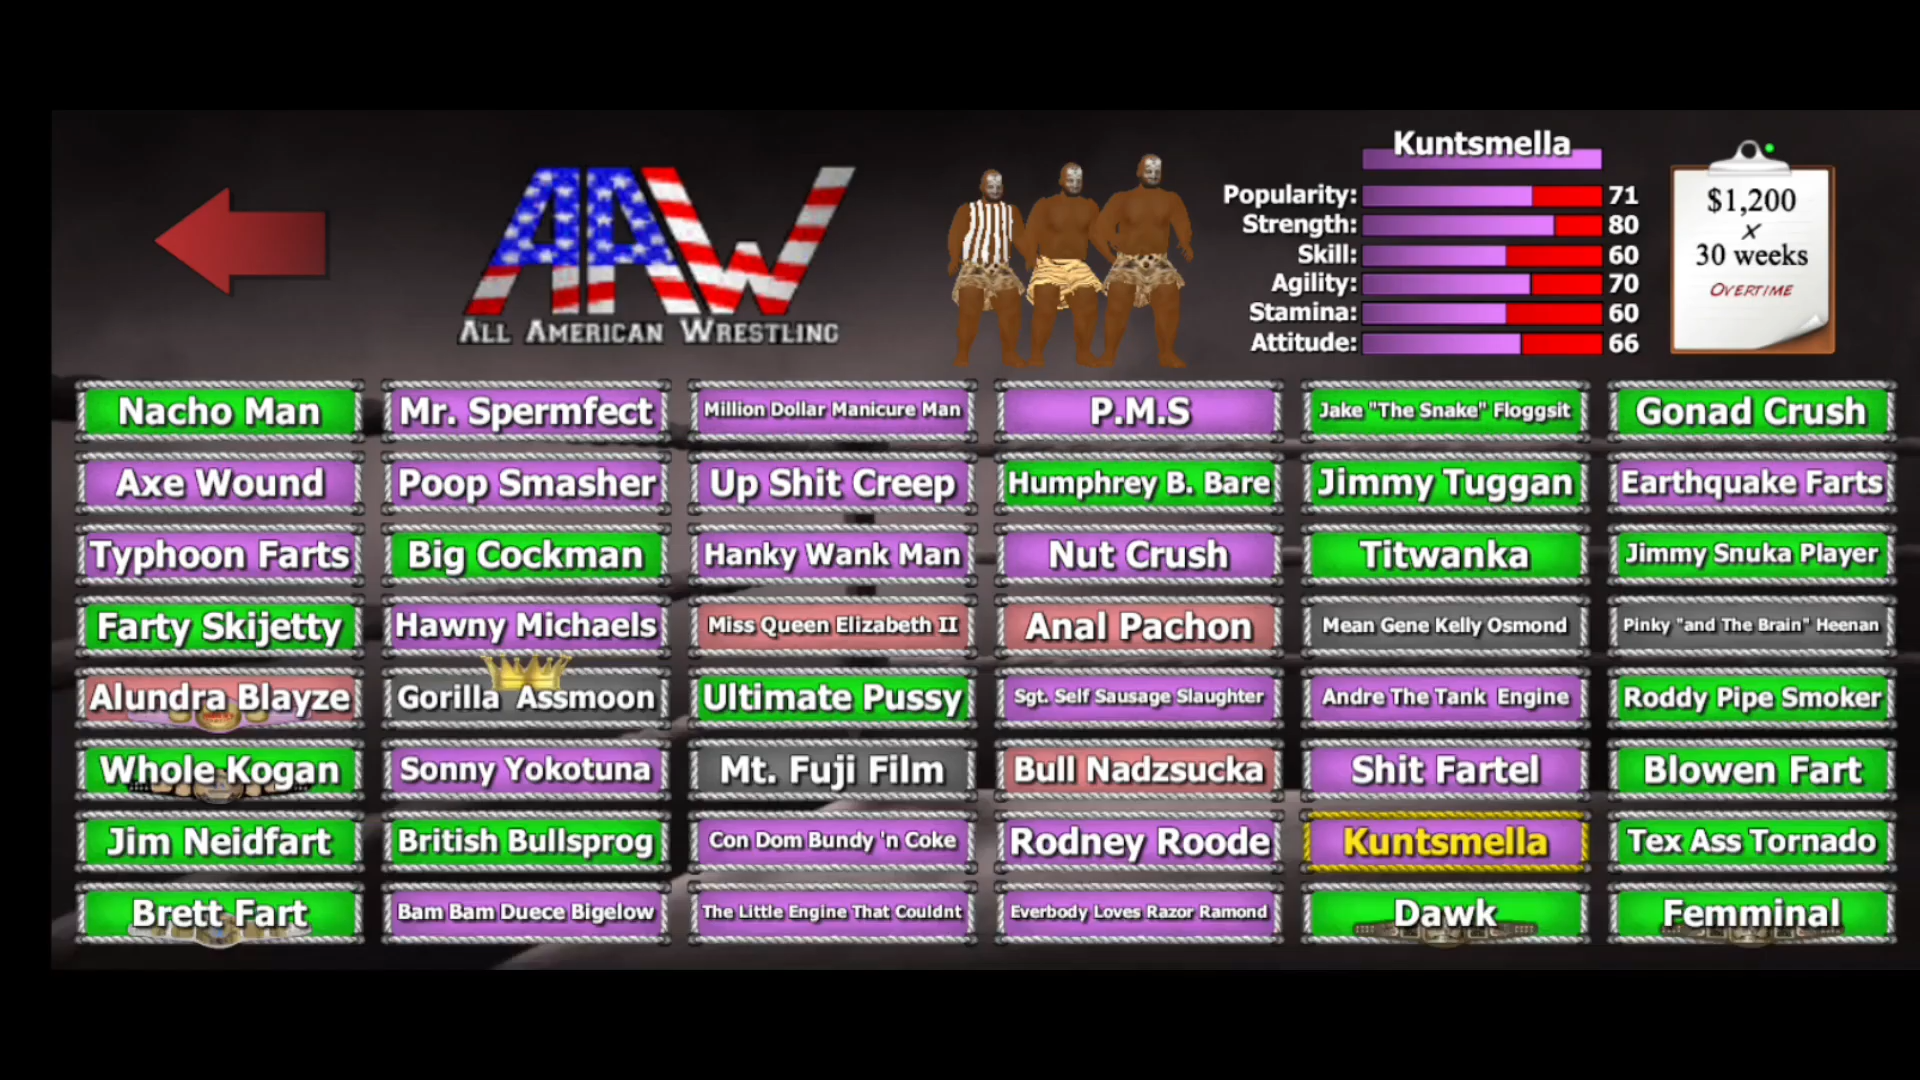 AAW
ALL AMERICAN WRESTLING
Kuntsmella
Popularity: 71
Strength: 80
Skill: 60
Agility: 70
Stamina: 60
Attitude: 66
$1,200
x
30 weeks
OVERTIME
Nacho Man
Mr. Spermfect
Million Dollar Manicure Man
P.M.S
Jake "The Snake" Floggsit
Gonad Crush
Axe Wound
Poop Smasher
Up Shit Creep
Humphrey B. Bare
Jimmy Tuggan
Earthquake Farts
Typhoon Farts
Big Cockman
Hanky Wank Man
Nut Crush
Titwanka
Jimmy Snuka Player
Farty Skijetty
Hawny Michaels
Miss Queen Elizabeth II
Anal Pachon
Mean Gene Kelly Osmond
Pinky "and The Brain" Heenan
Alundra Blayze
Gorilla Assmoon
Ultimate Pussy
Sgt. Self Sausage Slaughter
Andre The Tank Engine
Roddy Pipe Smoker
Whole Kogan
Sonny Yokotuna
Mt. Fuji Film
Bull Nadzsucka
Shit Fartel
Blowen Fart
Jim Neidfart
British Bullsprog
Con Dom Bundy 'n Coke
Rodney Roode
Kuntsmella
Tex Ass Tornado
Brett Fart
Bam Bam Duece Bigelow
The Little Engine That Couldnt
Everbody Loves Razor Ramond
Dawk
Femminal